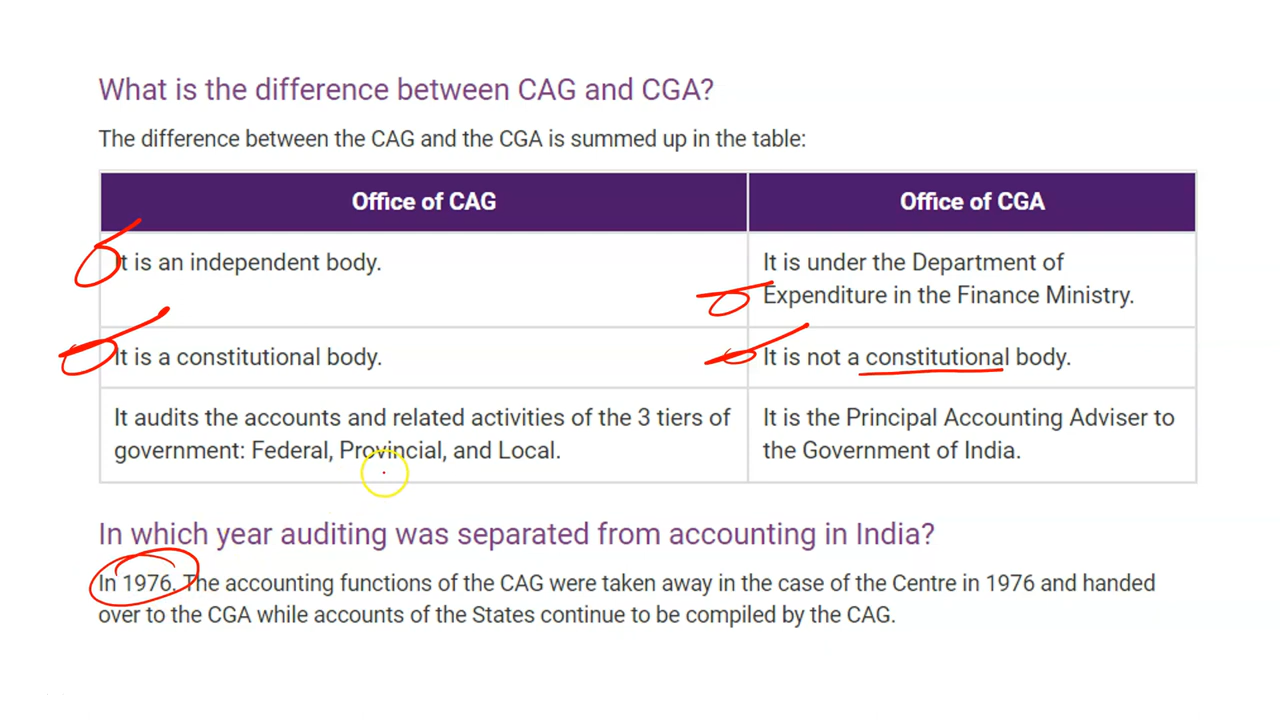 What is the difference between CAG and CGA?
The difference between the CAG and the CGA is summed up in the table:
Office of CAG
Office of CGA
It is an independent body.
It is under the Department of
Expenditure in the Finance Ministry.
It is a constitutional body.
It is not a constitutional body.
It audits the accounts and related activities of the 3 tiers of
government: Federal, Provincial, and Local.
It is the Principal Accounting Adviser to
the Government of India.
In which year auditing was separated from accounting in India?
In 1976. The accounting functions of the CAG were taken away in the case of the Centre in 1976 and handed
over to the CGA while accounts of the States continue to be compiled by the CAG.